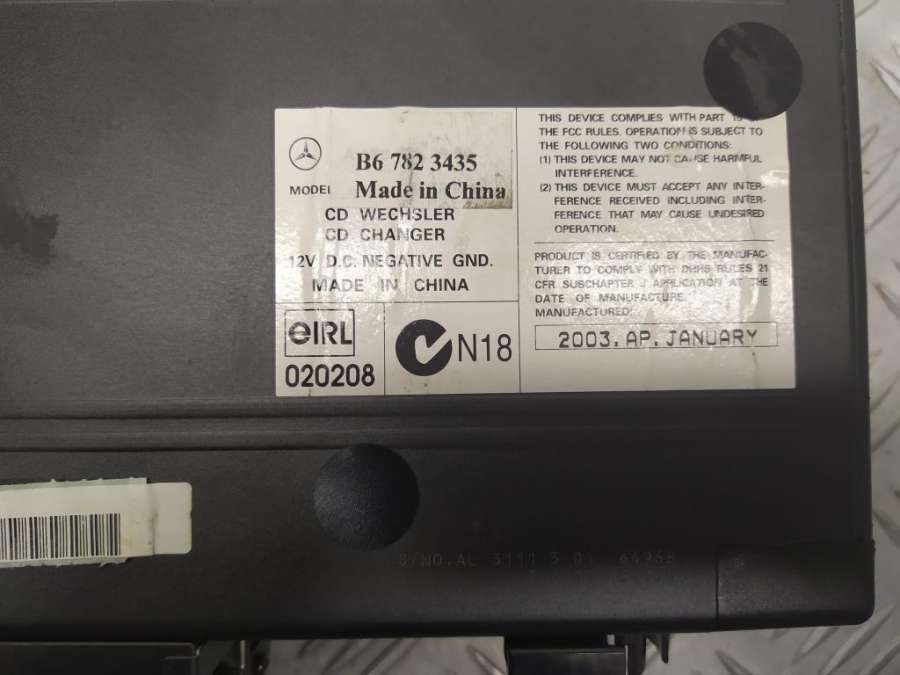 B6 782 3435
MODEL Made in China
CD WECHSLER
CD CHANGER
12V D.C. NEGATIVE GND.
MADE IN CHINA
eIRL
020208
N18
THIS DEVICE COMPLIES WITH PART
THE FCC RULES. OPERATION IS SUBJECT TO
THE FOLLOWING TWO CONDITIONS:
(1) THIS DEVICE MAY NOT CAUSE HARMFUL
INTERFERENCE.
(2) THIS DEVICE MUST ACCEPT ANY INTER-
FERENCE RECEIVED INCLUDING INTER-
FERENCE THAT MAY CAUSE UNDESIRED
OPERATION.
PRODUCT IS CERTIFIED BY THE MANUFAC-
TURER TO COMPLY WITH DHHS RULES 21
CFR SUBCHAPTER J APPLICATION AT THE
DATE OF MANUFACTURE.
MANUFACTURED:
2003. AP. JANUARY
S/NO.AL